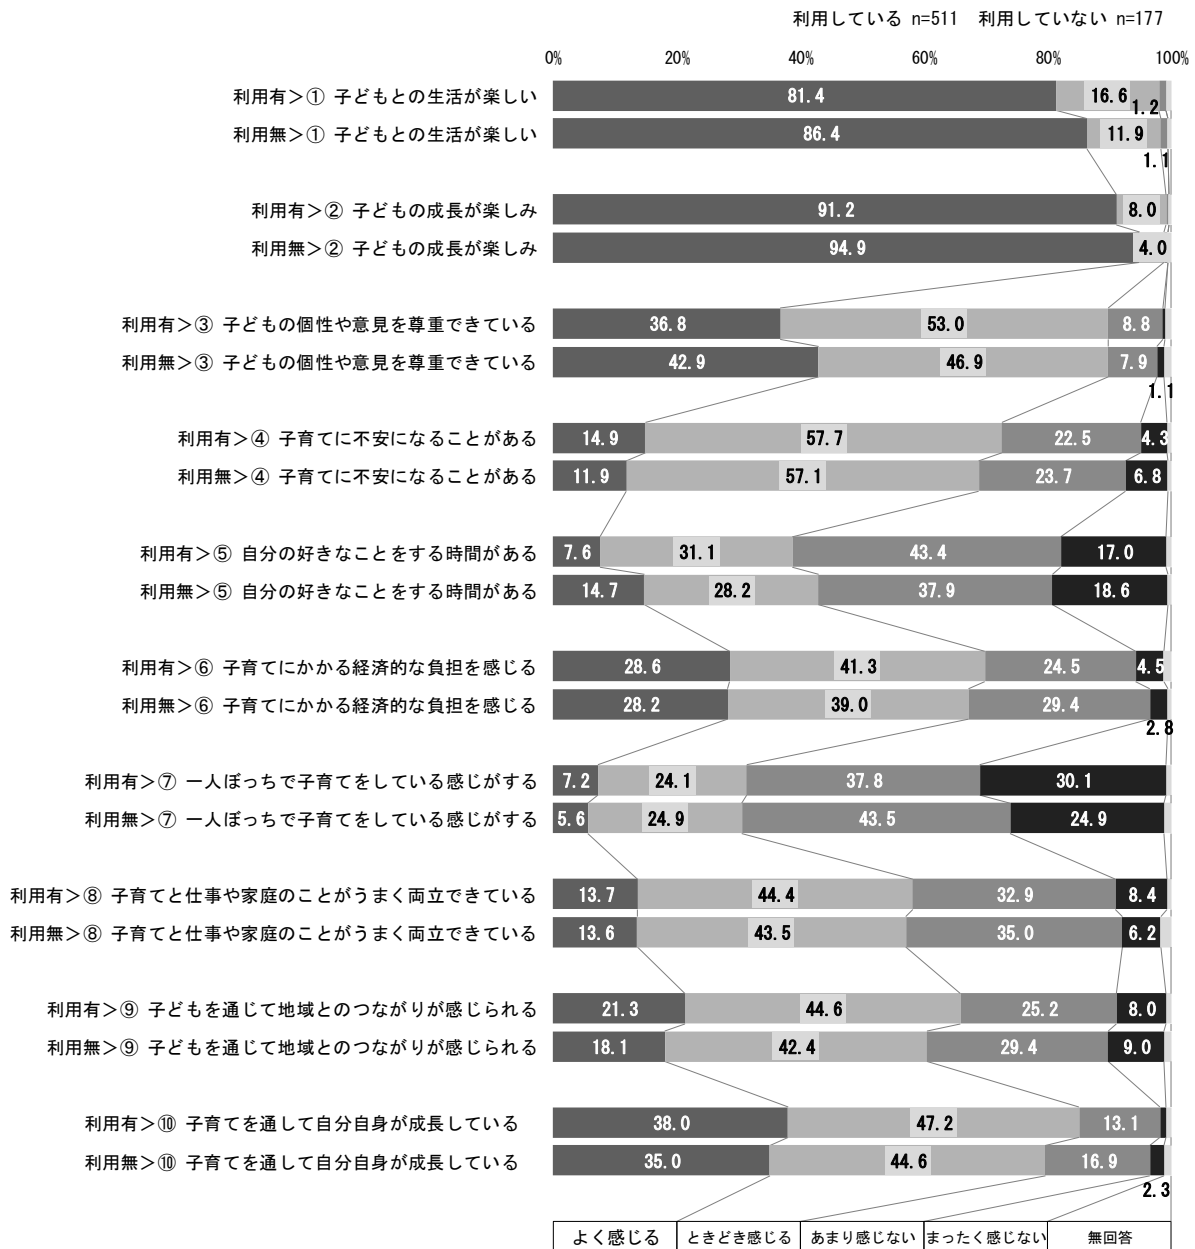 利用している n=511　利用していない n=177
0% 20% 40% 60% 80% 100%
利用有＞① 子どもとの生活が楽しい 81.4 16.6 1.2
利用無＞① 子どもとの生活が楽しい 86.4 11.9 1.1
利用有＞② 子どもの成長が楽しみ 91.2 8.0
利用無＞② 子どもの成長が楽しみ 94.9 4.0
利用有＞③ 子どもの個性や意見を尊重できている 36.8 53.0 8.8
利用無＞③ 子どもの個性や意見を尊重できている 42.9 46.9 7.9 1.1
利用有＞④ 子育てに不安になることがある 14.9 57.7 22.5 4.3
利用無＞④ 子育てに不安になることがある 11.9 57.1 23.7 6.8
利用有＞⑤ 自分の好きなことをする時間がある 7.6 31.1 43.4 17.0
利用無＞⑤ 自分の好きなことをする時間がある 14.7 28.2 37.9 18.6
利用有＞⑥ 子育てにかかる経済的な負担を感じる 28.6 41.3 24.5 4.5
利用無＞⑥ 子育てにかかる経済的な負担を感じる 28.2 39.0 29.4 2.8
利用有＞⑦ 一人ぼっちで子育てをしている感じがする 7.2 24.1 37.8 30.1
利用無＞⑦ 一人ぼっちで子育てをしている感じがする 5.6 24.9 43.5 24.9
利用有＞⑧ 子育てと仕事や家庭のことがうまく両立できている 13.7 44.4 32.9 8.4
利用無＞⑧ 子育てと仕事や家庭のことがうまく両立できている 13.6 43.5 35.0 6.2
利用有＞⑨ 子どもを通じて地域とのつながりが感じられる 21.3 44.6 25.2 8.0
利用無＞⑨ 子どもを通じて地域とのつながりが感じられる 18.1 42.4 29.4 9.0
利用有＞⑩ 子育てを通して自分自身が成長している 38.0 47.2 13.1
利用無＞⑩ 子育てを通して自分自身が成長している 35.0 44.6 16.9 2.3
よく感じる ときどき感じる あまり感じない まったく感じない 無回答